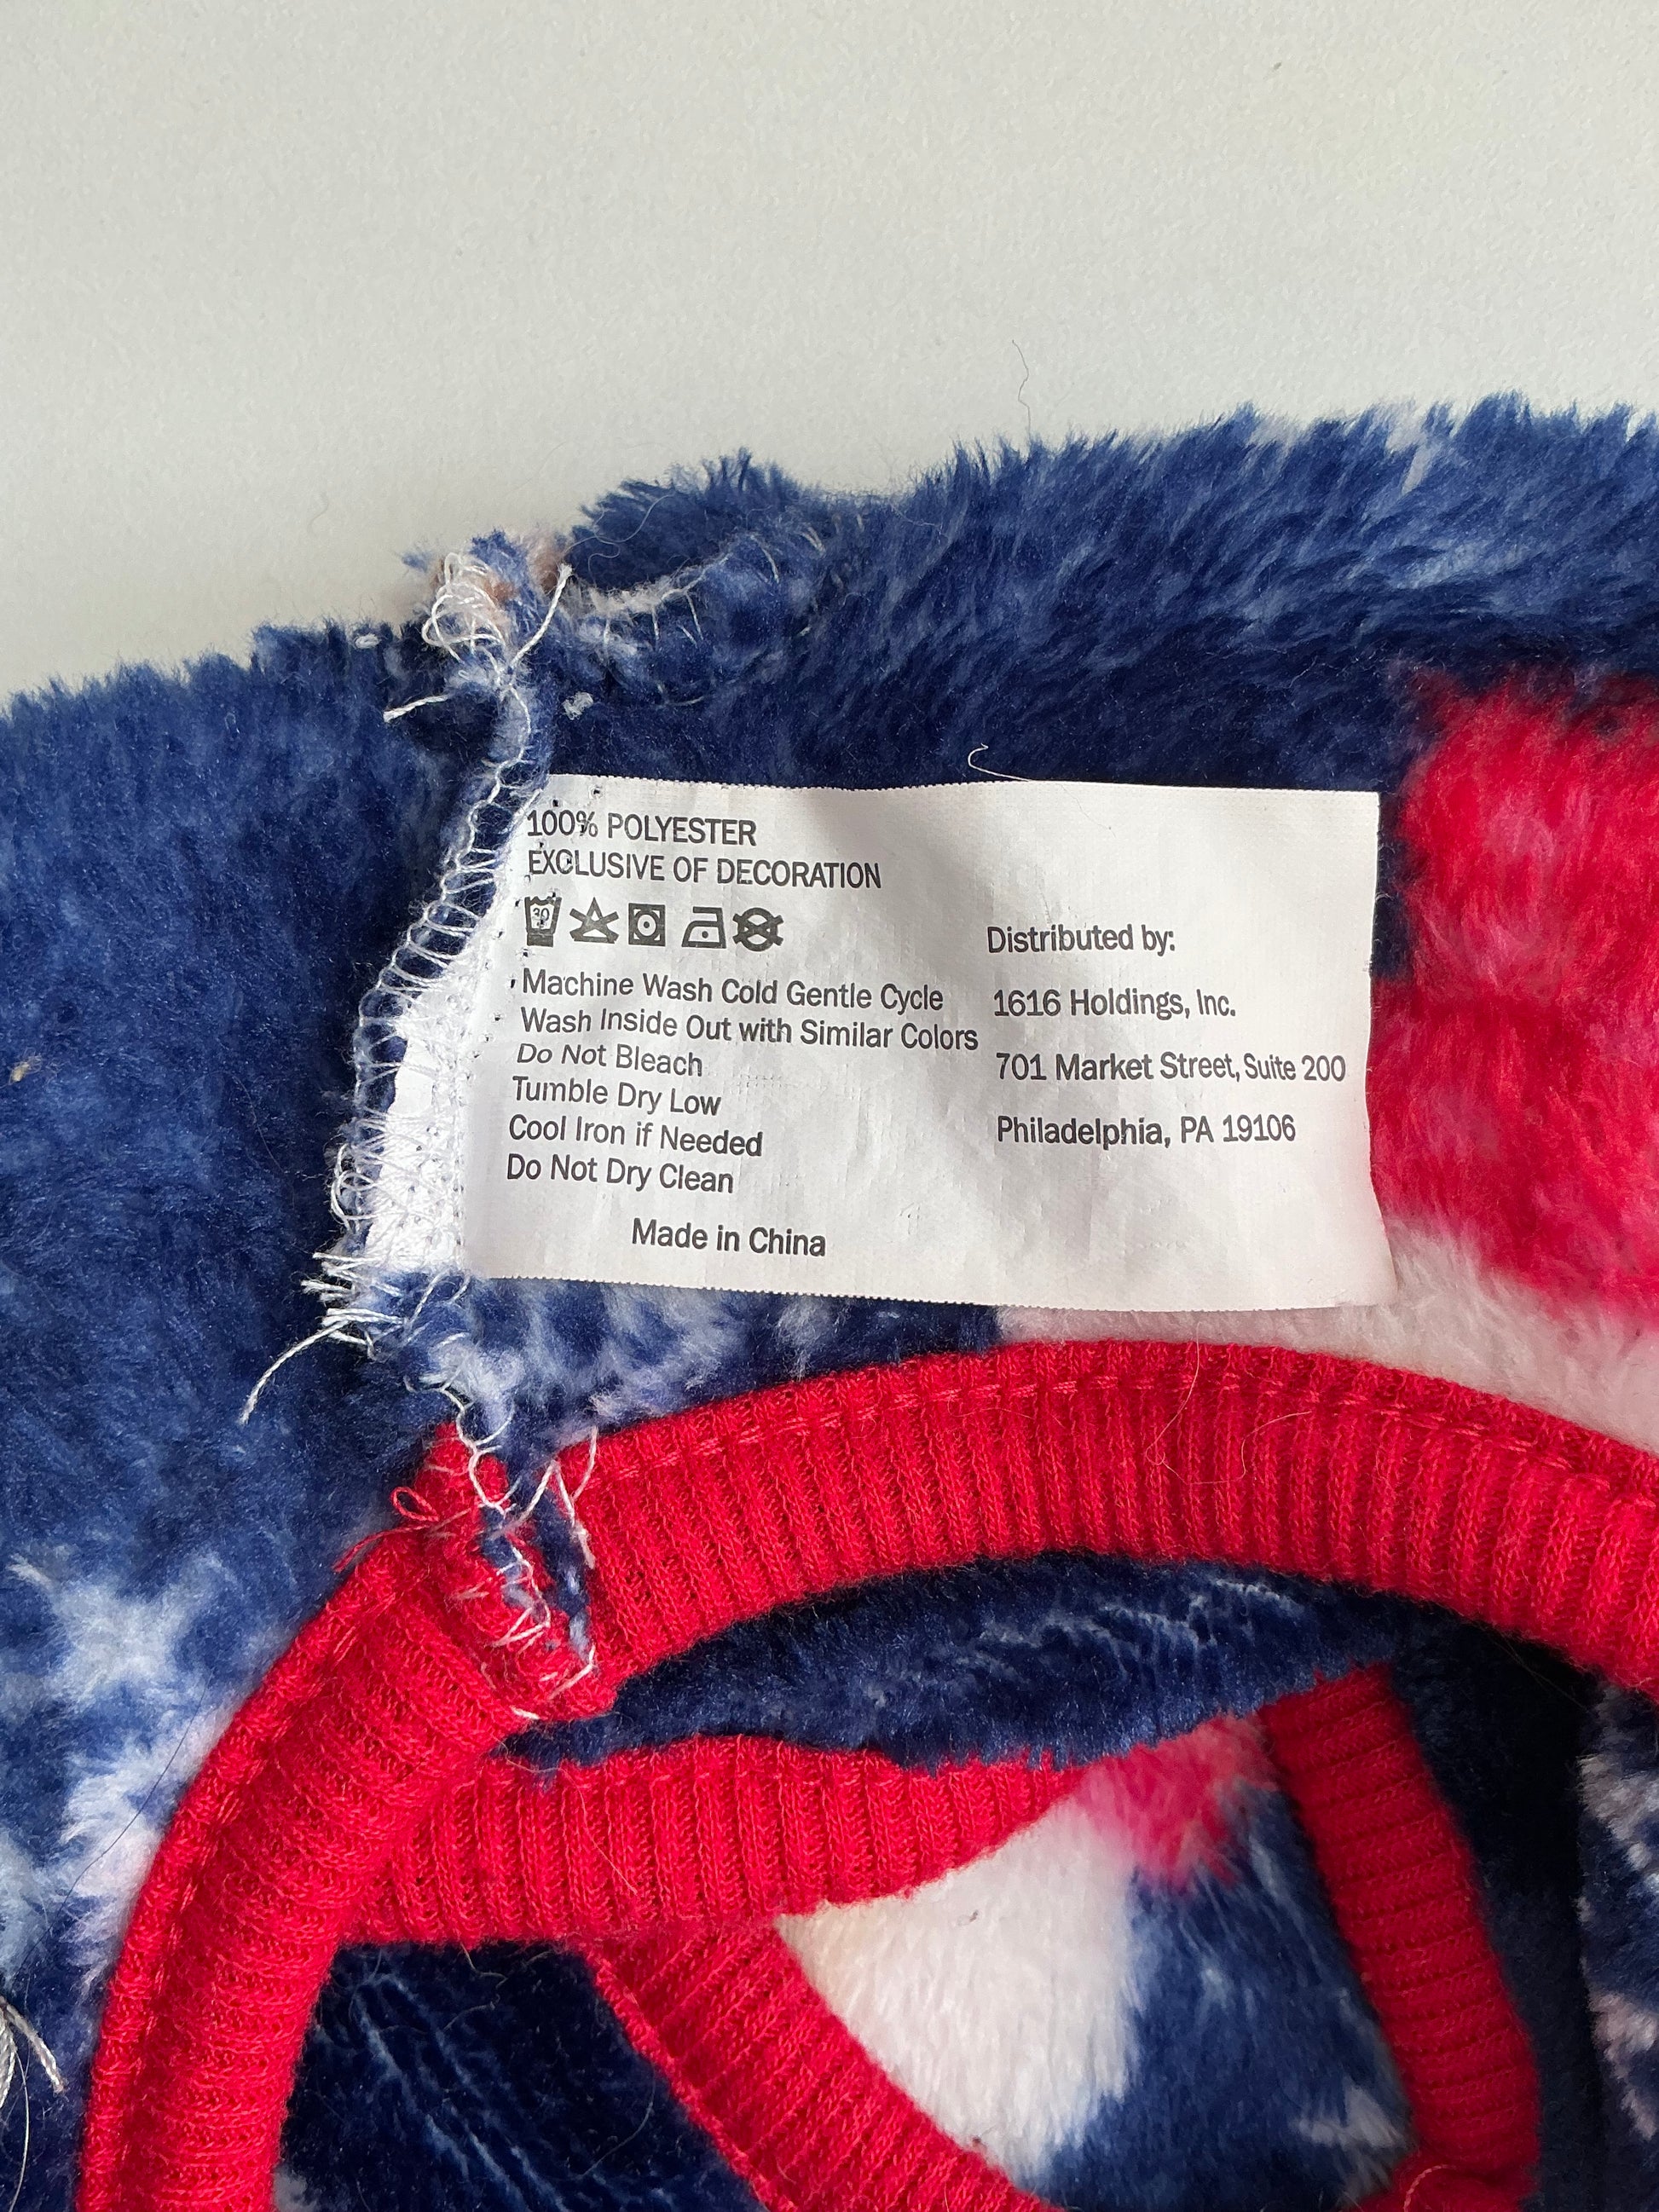 100% POLYESTER
EXCLUSIVE OF DECORATION
30
Machine Wash Cold Gentle Cycle
Wash Inside Out with Similar Colors
Do Not Bleach
Tumble Dry Low
Cool Iron if Needed
Do Not Dry Clean
Made in China
Distributed by:
1616 Holdings, Inc.
701 Market Street, Suite 200
Philadelphia, PA 19106